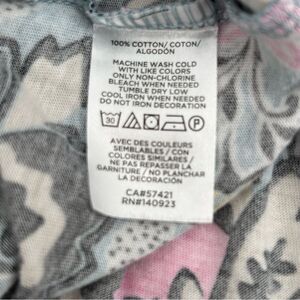 100% COTTON/ COTON/
ALGODÓN
MACHINE WASH COLD
WITH LIKE COLORS
ONLY NON-CHLORINE
BLEACH WHEN NEEDED
TUMBLE DRY LOW
COOL IRON WHEN NEEDED
DO NOT IRON DECORATION
30 P
AVEC DES COULEURS
SEMBLABLES / CON
COLORES SIMILARES /
NE PAS REPASSER LA
GARNITURE / NO PLANCHAR
LA DECORACIÓN
CA#57421
RN#140923